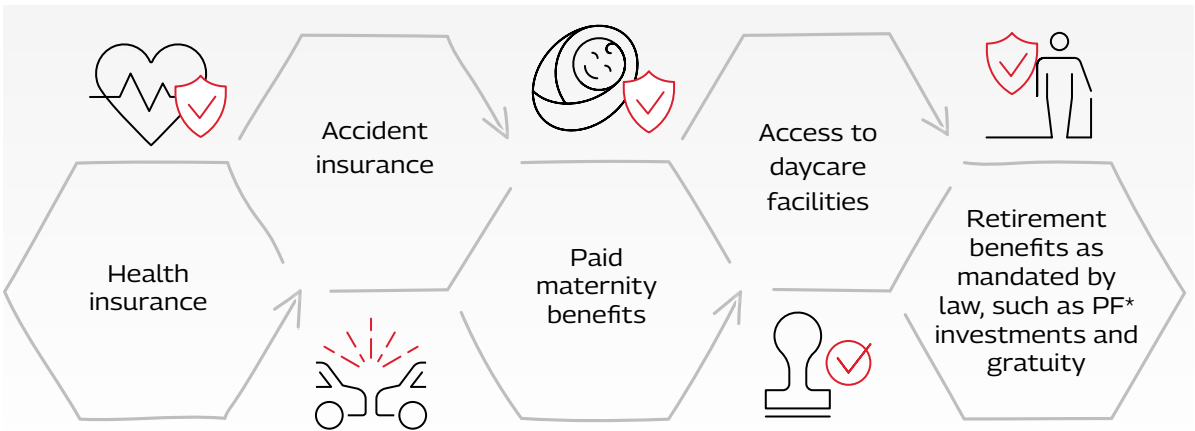 Health
insurance
Accident
insurance
Paid
maternity
benefits
Access to
daycare
facilities
Retirement
benefits as
mandated by
law, such as PF*
investments and
gratuity